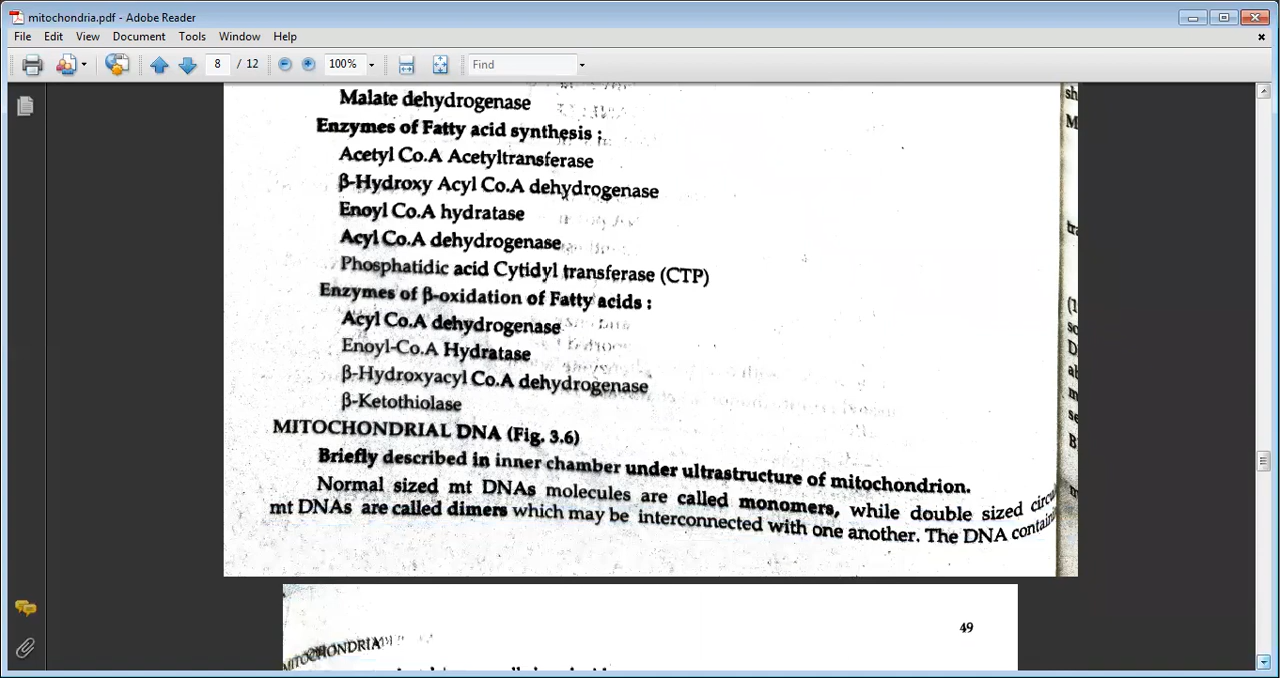 mitochondria.pdf - Adobe Reader
File Edit View Document Tools Window Help
8 / 12 100% Find
Malate dehydrogenase
Enzymes of Fatty acid synthesis :
Acetyl Co.A Acetyltransferase
β-Hydroxy Acyl Co.A dehydrogenase
Enoyl Co.A hydratase
Acyl Co.A dehydrogenase
Phosphatidic acid Cytidyl transferase (CTP)
Enzymes of β-oxidation of Fatty acids :
Acyl Co.A dehydrogenase
Enoyl-Co.A Hydratase
β-Hydroxyacyl Co.A dehydrogenase
β-Ketothiolase
MITOCHONDRIAL DNA (Fig. 3.6)
Briefly described in inner chamber under ultrastructure of mitochondrion.
Normal sized mt DNAs molecules are called monomers, while double sized circu
mt DNAs are called dimers which may be interconnected with one another. The DNA contain
49
MITOCHONDRIA